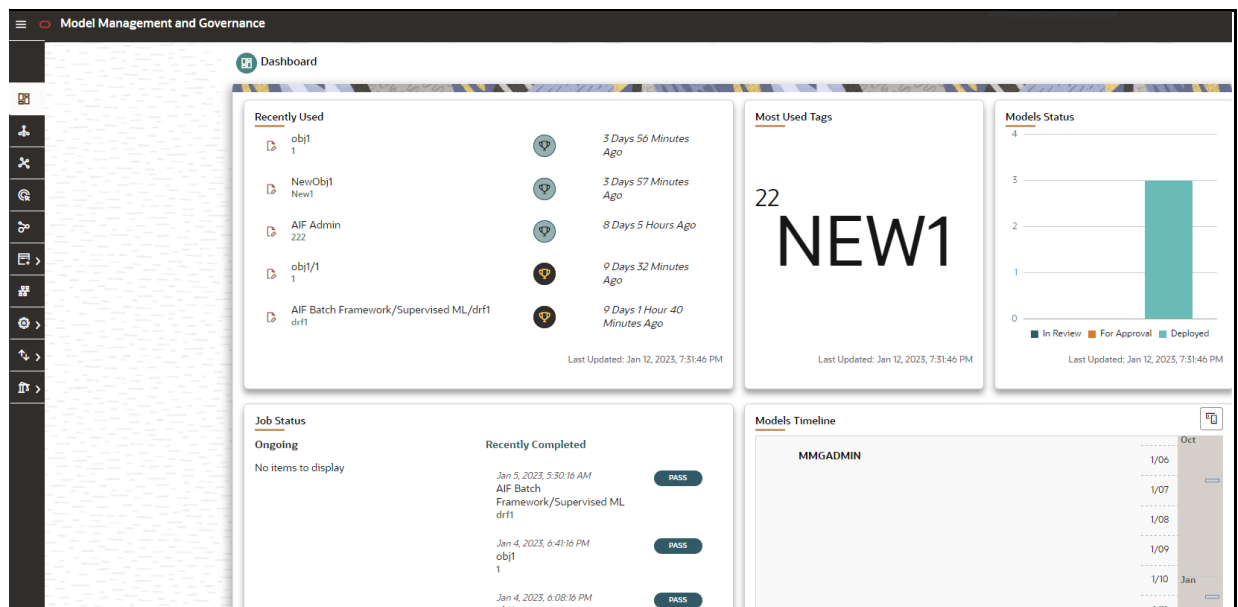 Model Management and Governance
Dashboard
Recently Used
obj1
1
3 Days 56 Minutes
Ago
NewObj1
New1
3 Days 57 Minutes
Ago
AIF Admin
222
8 Days 5 Hours Ago
obj1/1
1
9 Days 32 Minutes
Ago
AIF Batch Framework/Supervised ML/drf1
drf1
9 Days 1 Hour 40
Minutes Ago
Last Updated: Jan 12, 2023, 7:31:46 PM
Most Used Tags
22
NEW1
Last Updated: Jan 12, 2023, 7:31:46 PM
Models Status
4
3
2
1
0
In Review For Approval Deployed
Last Updated: Jan 12, 2023, 7:31:46 PM
Job Status
Ongoing
No items to display
Recently Completed
Jan 5, 2023, 5:30:16 AM
PASS
AIF Batch
Framework/Supervised ML
drf1
Jan 4, 2023, 6:41:16 PM
PASS
obj1
1
Jan 4, 2023, 6:08:16 PM
PASS
Models Timeline
MMGADMIN
Oct
1/06
1/07
1/08
1/09
1/10
Jan